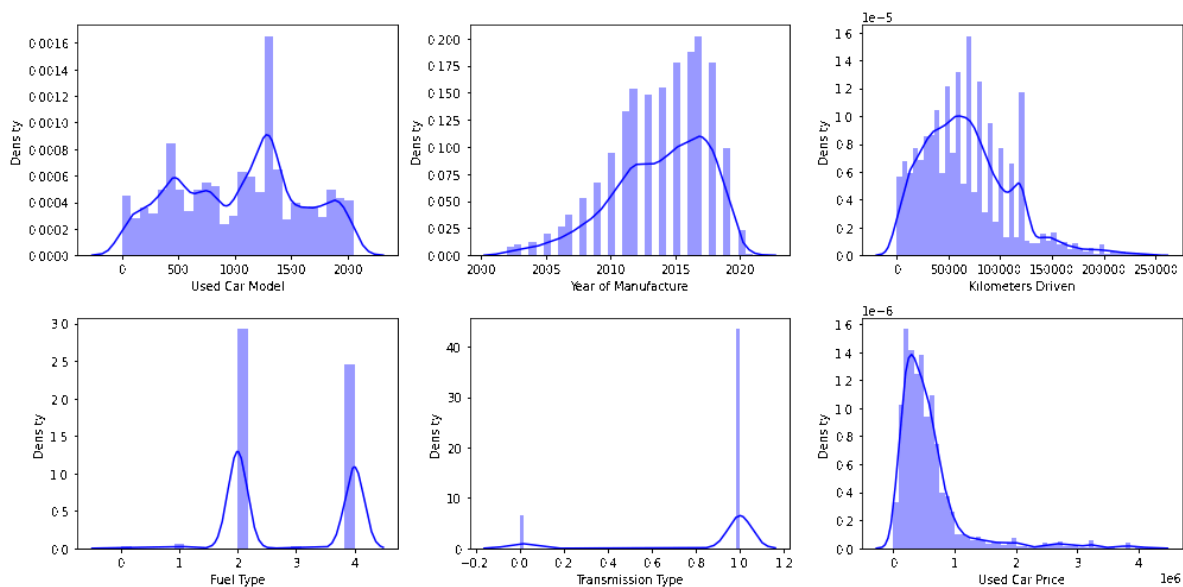 0.0016
0.0014
0.0012
0.0010
0.0008
0.0006
0.0004
0.0002
0.0000
Density
0 500 1000 1500 2000
Used Car Model
0.200
0.175
0.150
0.125
0.100
0.075
0.050
0.025
0.000
Density
2000 2005 2010 2015 2020
Year of Manufacture
1e−5
1.6
1.4
1.2
1.0
0.8
0.6
0.4
0.2
0.0
Density
0 50000 100000 150000 200000 250000
Kilometers Driven
3.0
2.5
2.0
1.5
1.0
0.5
0.0
Density
0 1 2 3 4
Fuel Type
40
30
20
10
0
Density
−0.2 0.0 0.2 0.4 0.6 0.8 1.0 1.2
Transmission Type
1e−6
1.6
1.4
1.2
1.0
0.8
0.6
0.4
0.2
0.0
Density
0 1 2 3 4
1e6
Used Car Price